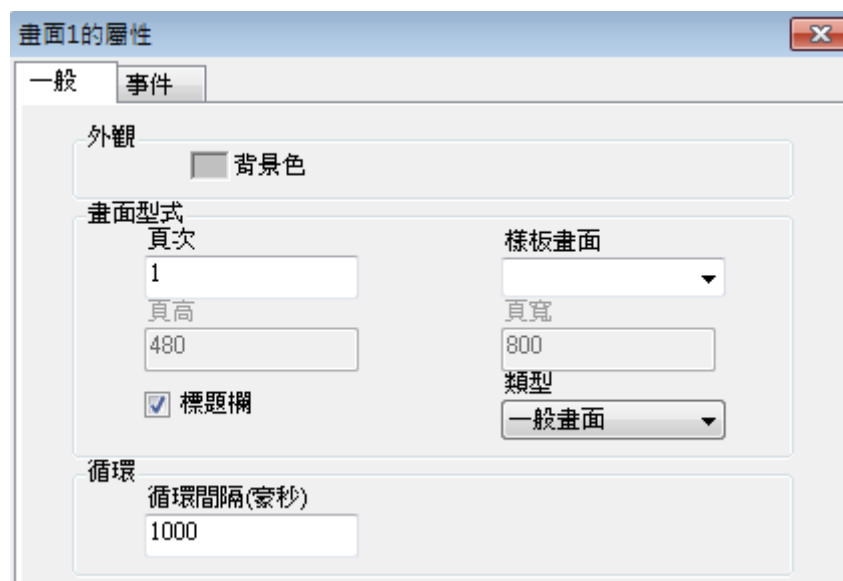 畫面1的屬性
一般 事件
外觀
背景色
畫面型式
頁次 樣板畫面
1
頁高 頁寬
480 800
標題欄 類型
一般畫面
循環
循環間隔(豪秒)
1000